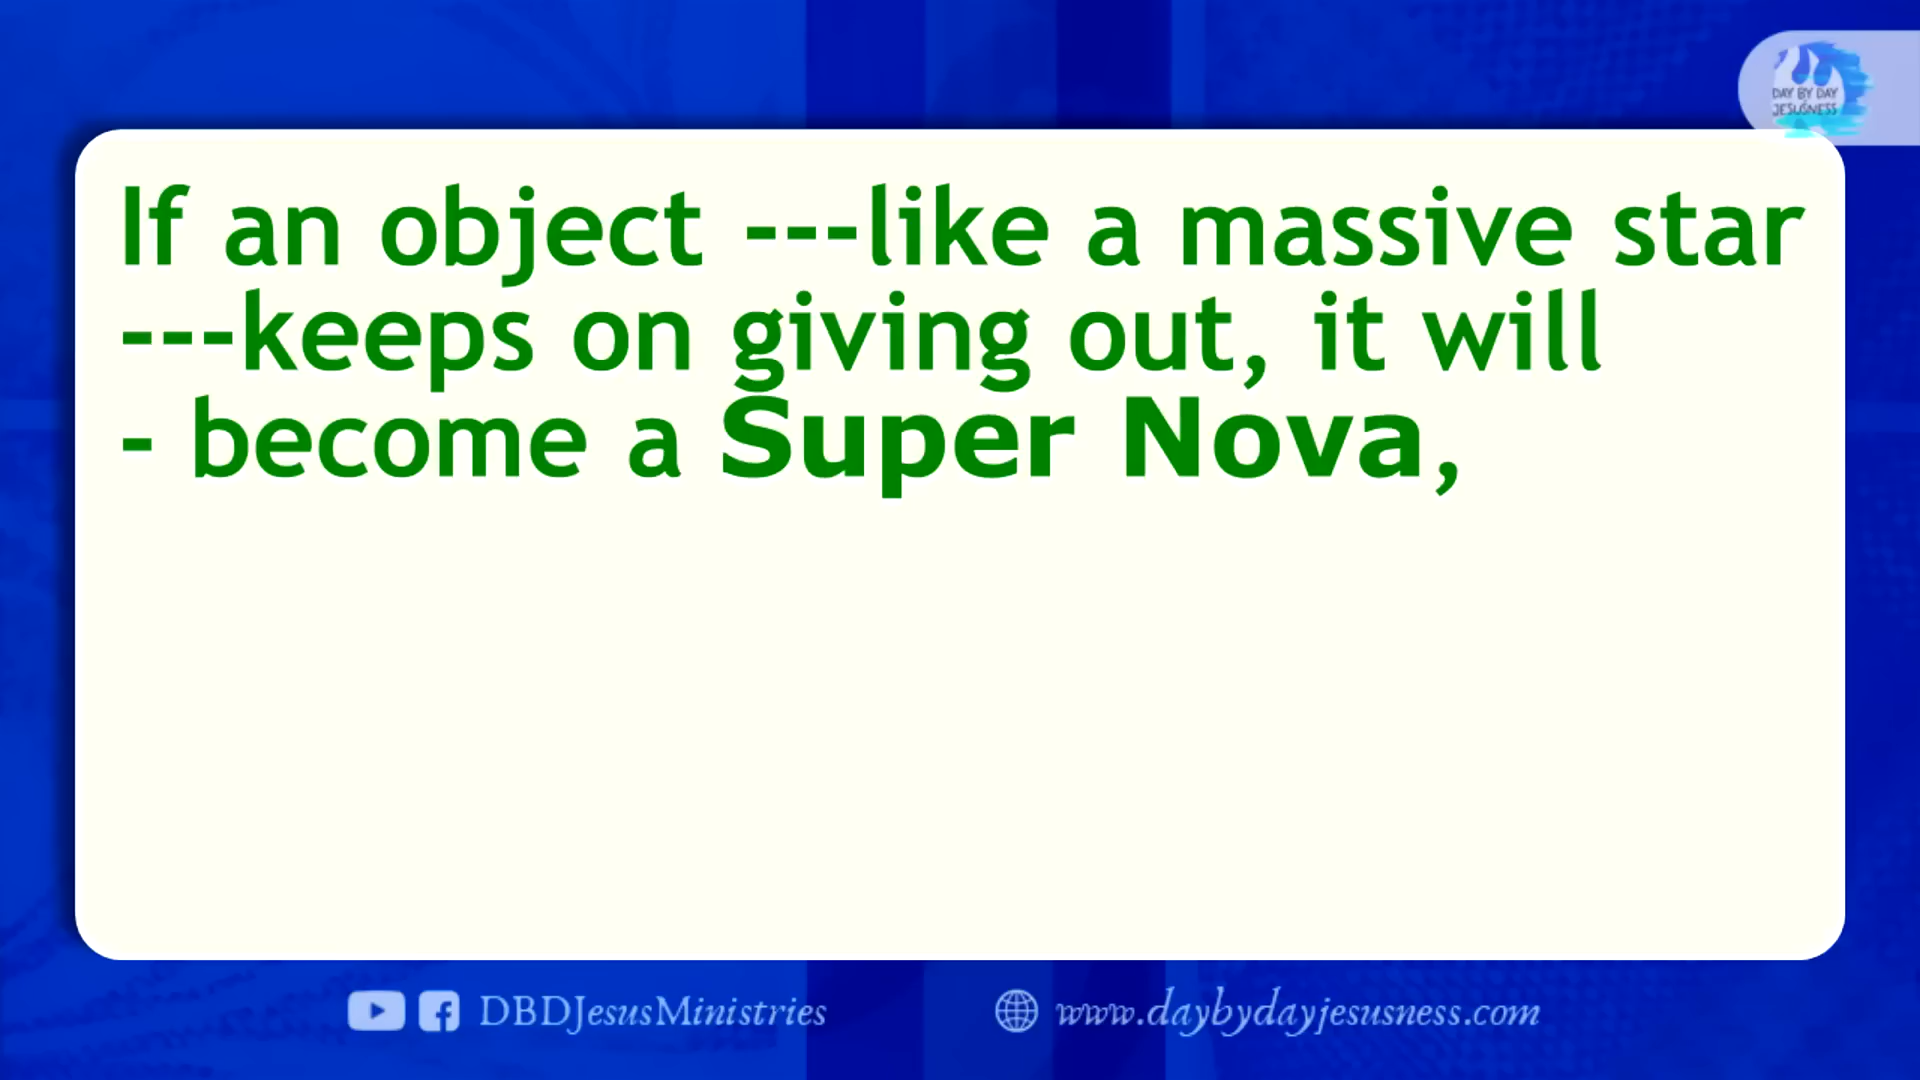 DAY BY DAY
JESUSNESS
If an object ---like a massive star
---keeps on giving out, it will
- become a Super Nova,
DBDJesusMinistries
www.daybydayjesusness.com